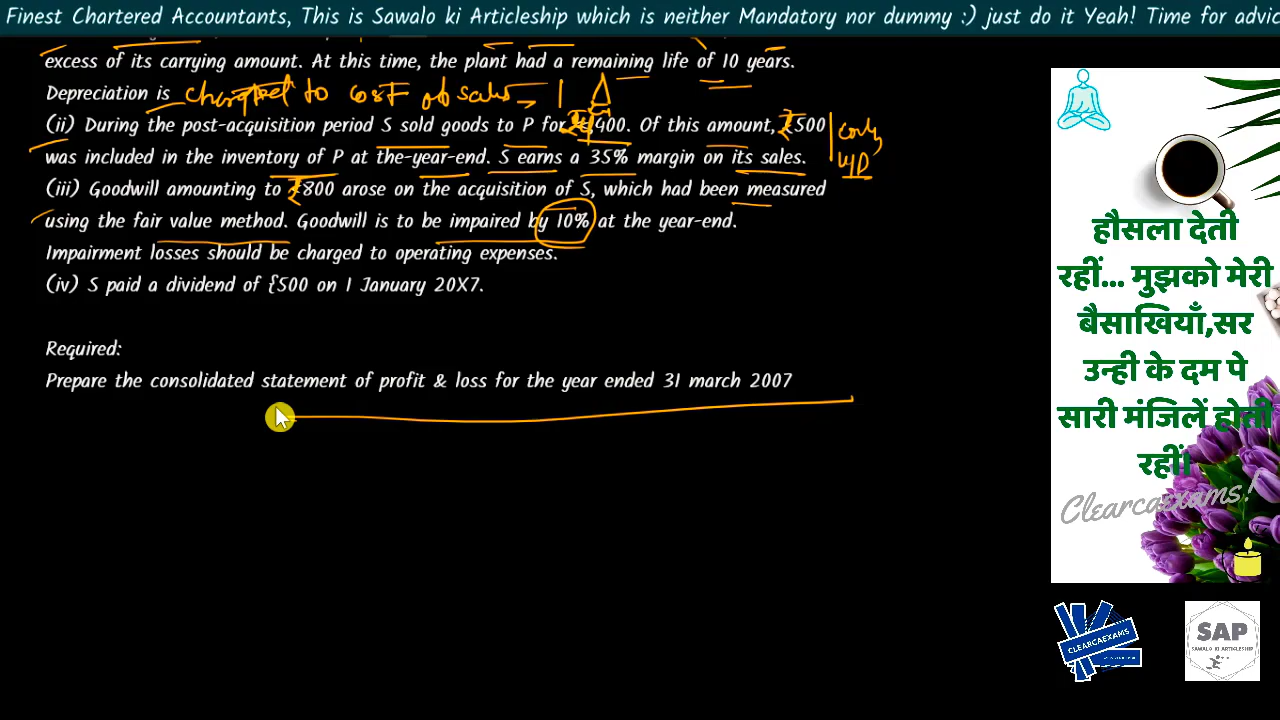 Finest Chartered Accountants, This is Sawalo ki Articleship which is neither Mandatory nor dummy :) just do it Yeah! Time for advic
excess of its carrying amount. At this time, the plant had a remaining life of 10 years.
Depreciation is charged to cost of sales
(ii) During the post-acquisition period S sold goods to P for 400. Of this amount, ₹500
was included in the inventory of P at the-year-end. S earns a 35% margin on its sales.
(iii) Goodwill amounting to ₹800 arose on the acquisition of S, which had been measured
using the fair value method. Goodwill is to be impaired by 10% at the year-end.
Impairment losses should be charged to operating expenses.
(iv) S paid a dividend of {500 on 1 January 20X7.
Required:
Prepare the consolidated statement of profit & loss for the year ended 31 march 2007
हौसला देती
रहीं... मुझको मेरी
बैसाखियाँ,सर
उन्ही के दम पे
सारी मंजिलें होती
रहीं।
Clearcaexams!
CLEARCAEXAMS
SAP
SAWALO KI ARTICLESHIP